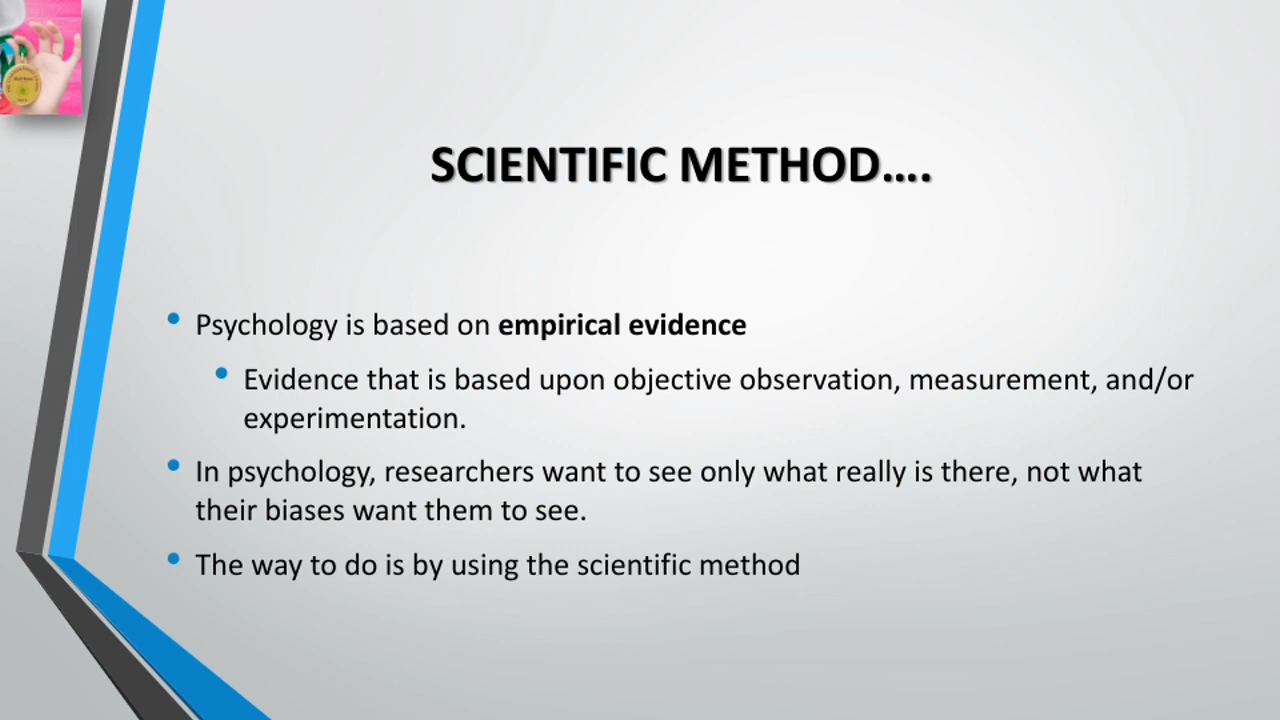 SCIENTIFIC METHOD....
• Psychology is based on empirical evidence
• Evidence that is based upon objective observation, measurement, and/or
experimentation.
• In psychology, researchers want to see only what really is there, not what
their biases want them to see.
• The way to do is by using the scientific method